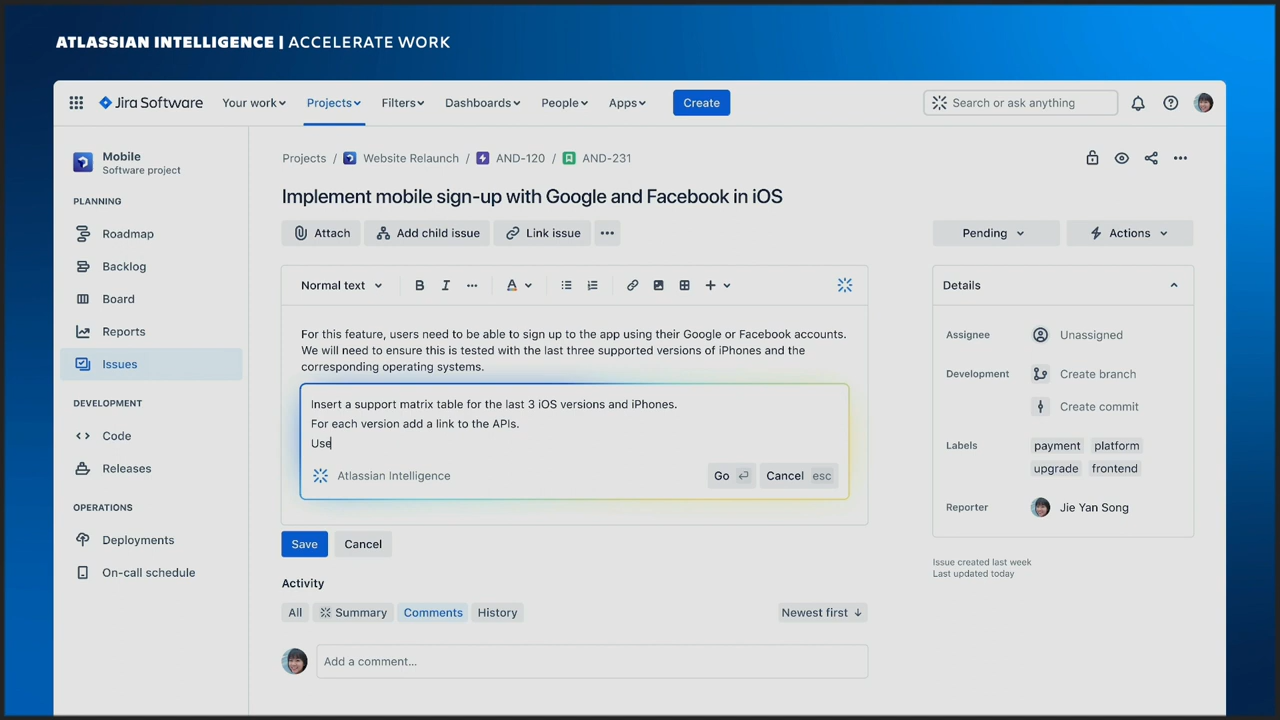 ATLASSIAN INTELLIGENCE | ACCELERATE WORK
Jira Software Your work Projects Filters Dashboards People Apps Create Search or ask anything
Mobile
Software project
PLANNING
Roadmap
Backlog
Board
Reports
Issues
DEVELOPMENT
Code
Releases
OPERATIONS
Deployments
On-call schedule
Projects / Website Relaunch / AND-120 / AND-231
Implement mobile sign-up with Google and Facebook in iOS
Attach Add child issue Link issue
Normal text B I A
For this feature, users need to be able to sign up to the app using their Google or Facebook accounts.
We will need to ensure this is tested with the last three supported versions of iPhones and the
corresponding operating systems.
Insert a support matrix table for the last 3 iOS versions and iPhones.
For each version add a link to the APIs.
Use
Atlassian Intelligence Go Cancel esc
Save Cancel
Activity
All Summary Comments History Newest first
Add a comment...
Pending Actions
Details
Assignee Unassigned
Development Create branch
Create commit
Labels payment platform
upgrade frontend
Reporter Jie Yan Song
Issue created last week
Last updated today